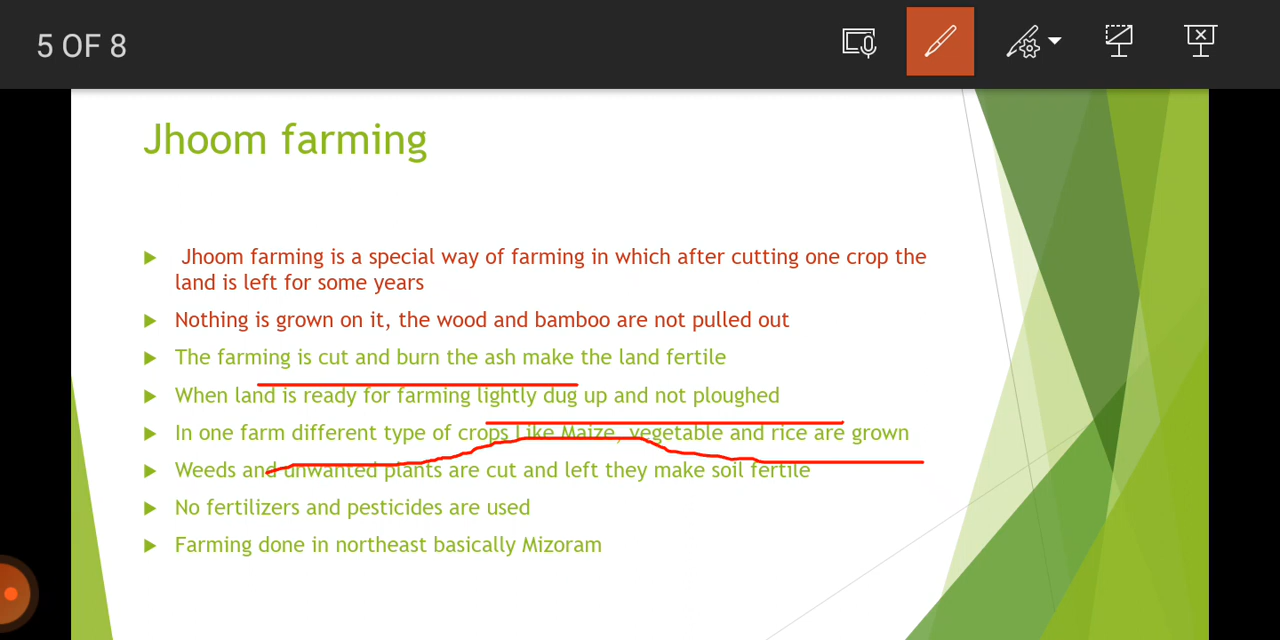 5 OF 8
Jhoom farming
Jhoom farming is a special way of farming in which after cutting one crop the
land is left for some years
Nothing is grown on it, the wood and bamboo are not pulled out
The farming is cut and burn the ash make the land fertile
When land is ready for farming lightly dug up and not ploughed
In one farm different type of crops Like Maize, vegetable and rice are grown
Weeds and unwanted plants are cut and left they make soil fertile
No fertilizers and pesticides are used
Farming done in northeast basically Mizoram